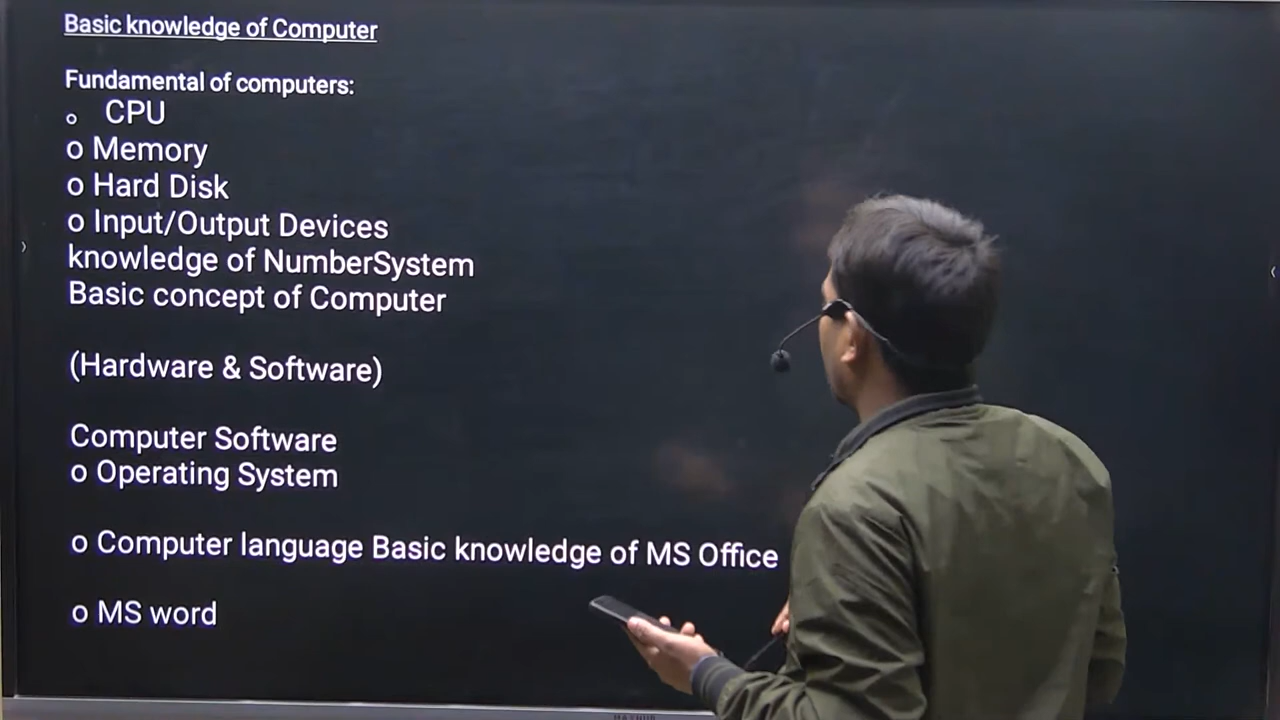 Basic knowledge of Computer
Fundamental of computers:
o CPU
o Memory
o Hard Disk
o Input/Output Devices
knowledge of NumberSystem
Basic concept of Computer
(Hardware & Software)
Computer Software
o Operating System
o Computer language Basic knowledge of MS Office
o MS word